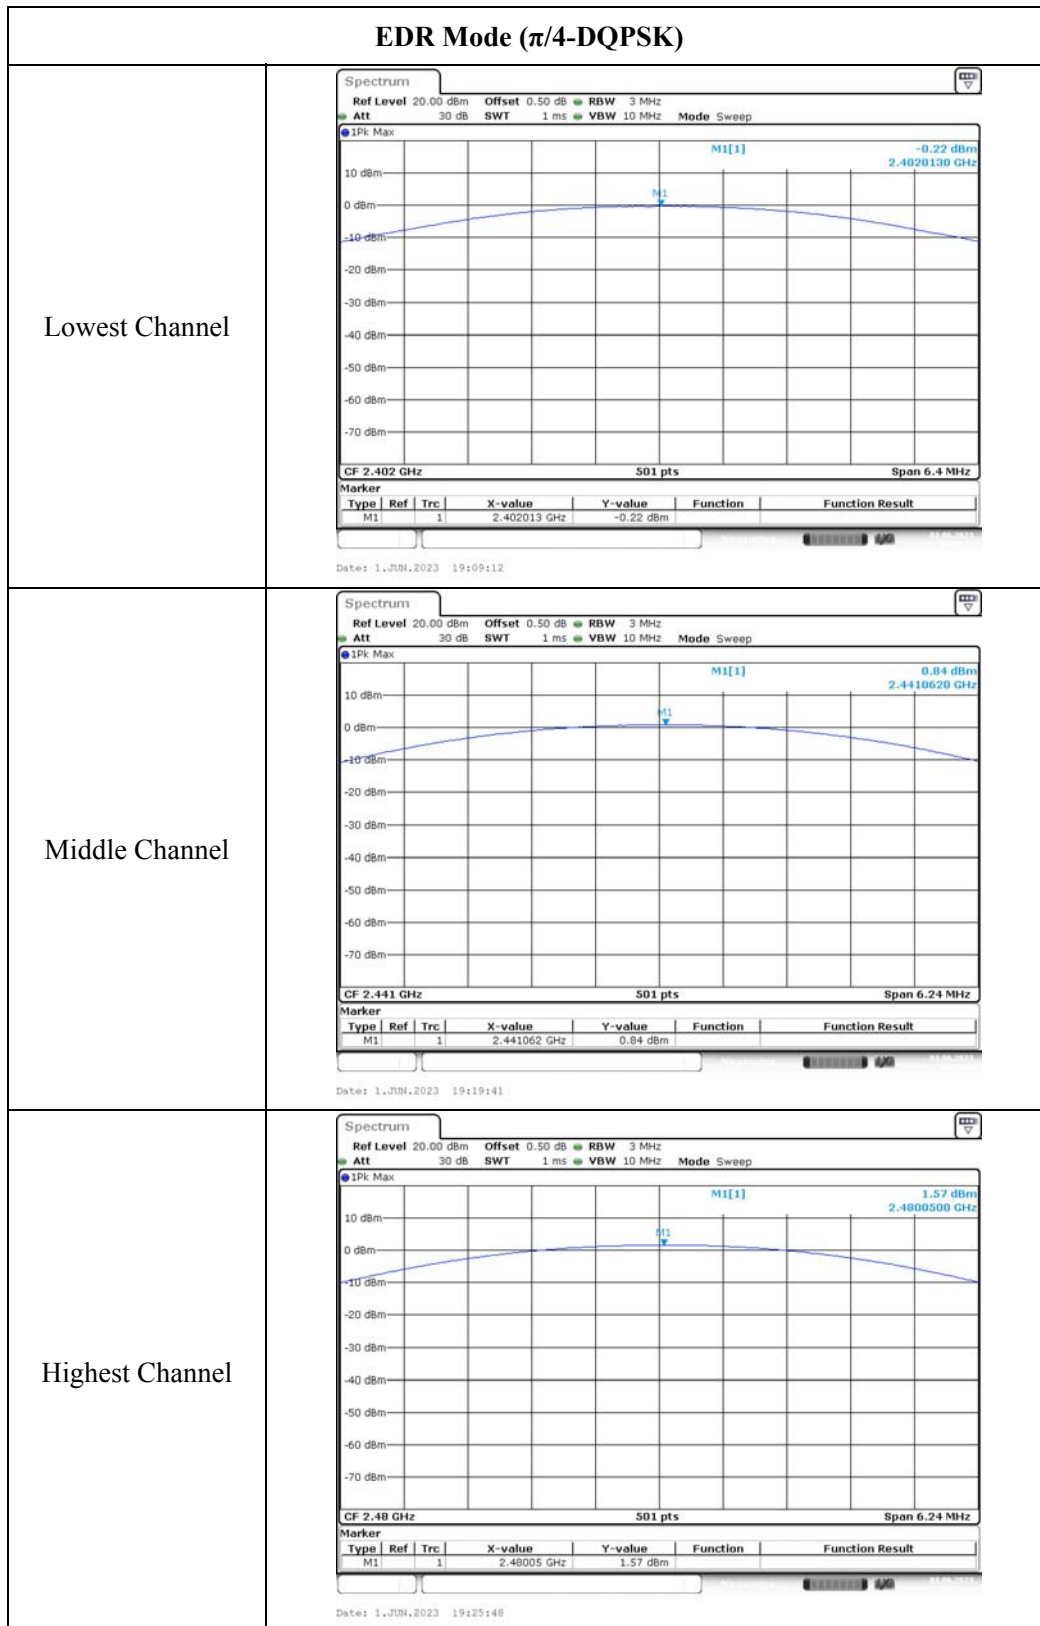 EDR Mode (π/4-DQPSK)
Lowest Channel
Spectrum
Ref Level 20.00 dBm Offset 0.50 dB RBW 3 MHz
Att 30 dB SWT 1 ms VBW 10 MHz Mode Sweep
1Pk Max
M1[1] -0.22 dBm
2.4020130 GHz
10 dBm
M1
0 dBm
-10 dBm
-20 dBm
-30 dBm
-40 dBm
-50 dBm
-60 dBm
-70 dBm
CF 2.402 GHz 501 pts Span 6.4 MHz
Marker
Type Ref Trc X-value Y-value Function Function Result
M1 1 2.402013 GHz -0.22 dBm
Date: 1.JUN.2023 19:09:12
Middle Channel
Spectrum
Ref Level 20.00 dBm Offset 0.50 dB RBW 3 MHz
Att 30 dB SWT 1 ms VBW 10 MHz Mode Sweep
1Pk Max
M1[1] 0.84 dBm
2.4410620 GHz
10 dBm
M1
0 dBm
-10 dBm
-20 dBm
-30 dBm
-40 dBm
-50 dBm
-60 dBm
-70 dBm
CF 2.441 GHz 501 pts Span 6.24 MHz
Marker
Type Ref Trc X-value Y-value Function Function Result
M1 1 2.441062 GHz 0.84 dBm
Date: 1.JUN.2023 19:19:41
Highest Channel
Spectrum
Ref Level 20.00 dBm Offset 0.50 dB RBW 3 MHz
Att 30 dB SWT 1 ms VBW 10 MHz Mode Sweep
1Pk Max
M1[1] 1.57 dBm
2.4800500 GHz
10 dBm
M1
0 dBm
-10 dBm
-20 dBm
-30 dBm
-40 dBm
-50 dBm
-60 dBm
-70 dBm
CF 2.48 GHz 501 pts Span 6.24 MHz
Marker
Type Ref Trc X-value Y-value Function Function Result
M1 1 2.48005 GHz 1.57 dBm
Date: 1.JUN.2023 19:25:48